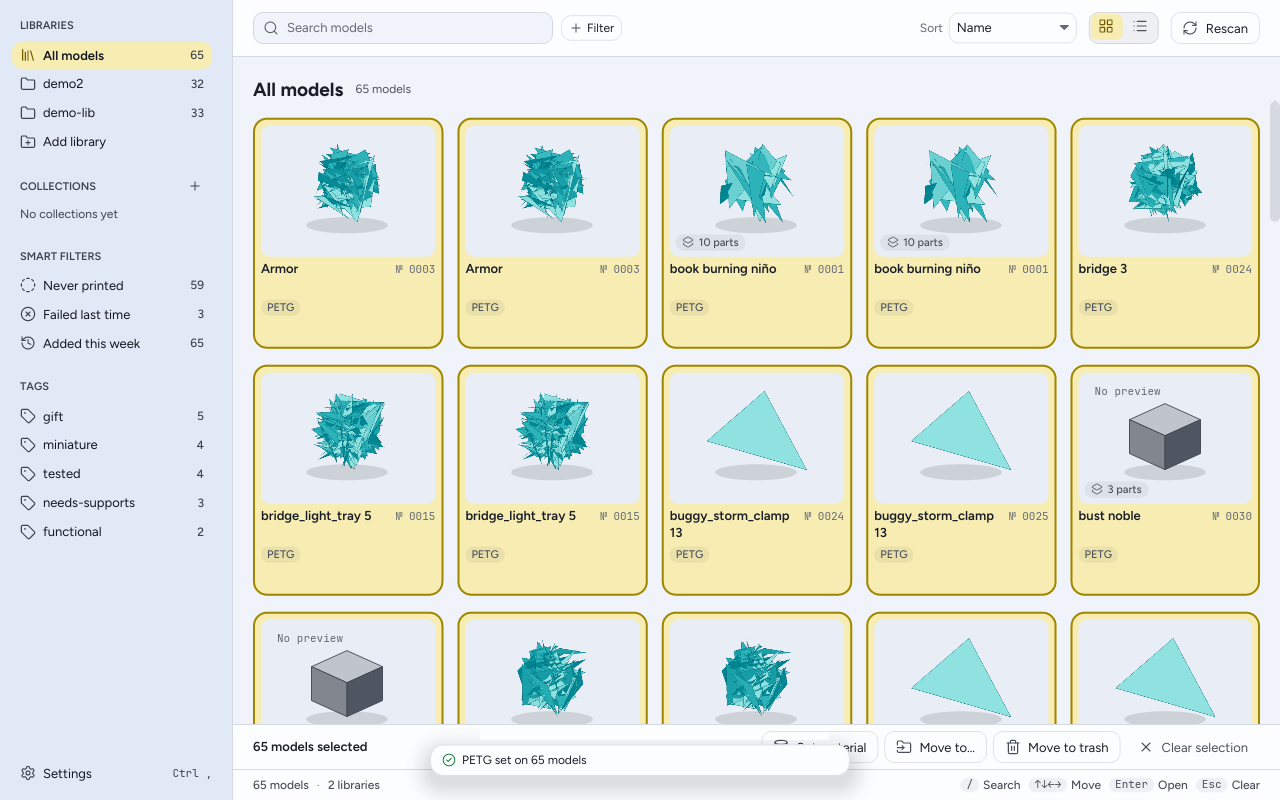 LIBRARIES
All models 65
demo2 32
demo-lib 33
Add library
COLLECTIONS
No collections yet
SMART FILTERS
Never printed 59
Failed last time 3
Added this week 65
TAGS
gift 5
miniature 4
tested 4
needs-supports 3
functional 2
Settings Ctrl ,
Search models
Filter
Sort Name
Rescan
All models 65 models
Armor № 0003
PETG
Armor № 0003
PETG
10 parts
book burning niño № 0001
PETG
10 parts
book burning niño № 0001
PETG
bridge 3 № 0024
PETG
bridge_light_tray 5 № 0015
PETG
bridge_light_tray 5 № 0015
PETG
buggy_storm_clamp № 0024
13
PETG
buggy_storm_clamp № 0025
13
PETG
No preview
3 parts
bust noble № 0030
PETG
No preview
65 models selected
Move to...
Move to trash
Clear selection
PETG set on 65 models
65 models · 2 libraries
/ Search ↑↓←→ Move Enter Open Esc Clear